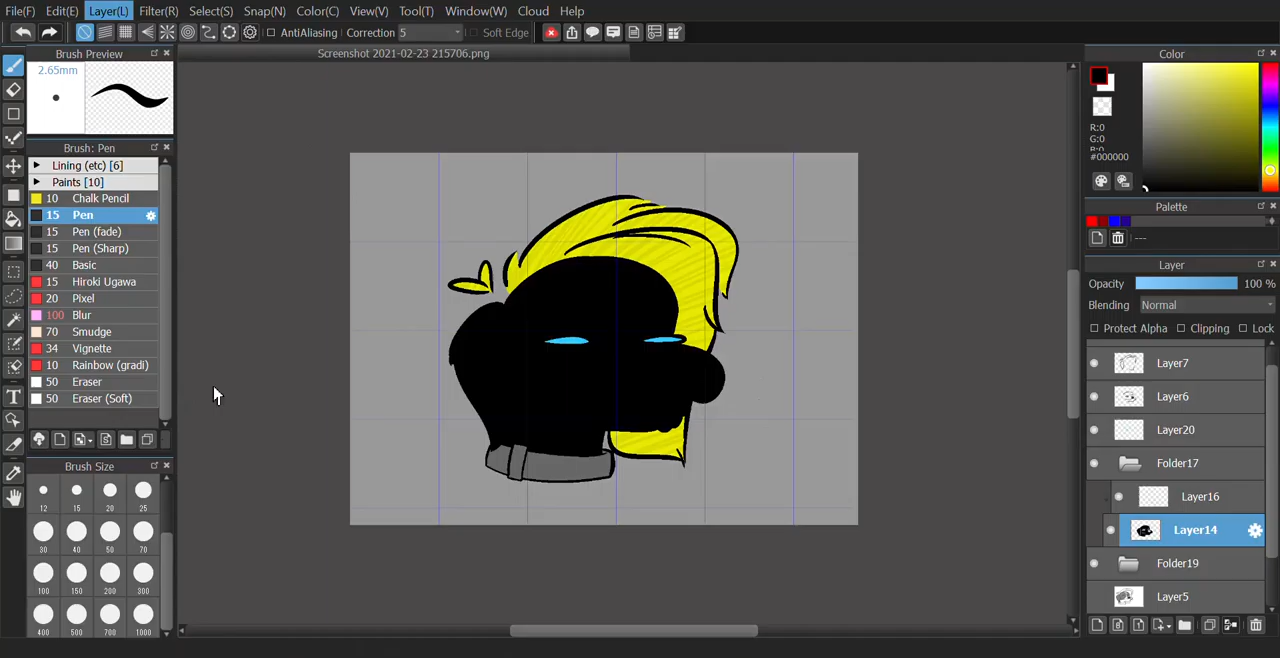 File(F) Edit(E) Layer(L) Filter(R) Select(S) Snap(N) Color(C) View(V) Tool(T) Window(W) Cloud Help
AntiAliasing Correction 5 Soft Edge
Brush Preview
Screenshot 2021-02-23 215706.png
Color
2.65mm
R:0
G:0
B:0
#000000
Brush: Pen
Lining (etc) [6]
Paints [10]
10 Chalk Pencil
15 Pen
15 Pen (fade)
15 Pen (Sharp)
40 Basic
15 Hiroki Ugawa
20 Pixel
100 Blur
70 Smudge
34 Vignette
10 Rainbow (gradi)
50 Eraser
50 Eraser (Soft)
Brush Size
12 15 20 25
30 40 50 70
100 150 200 300
400 500 700 1000
Palette
---
Layer
Opacity 100 %
Blending Normal
Protect Alpha Clipping Lock
Layer7
Layer6
Layer20
Folder17
Layer16
Layer14
Folder19
Layer5